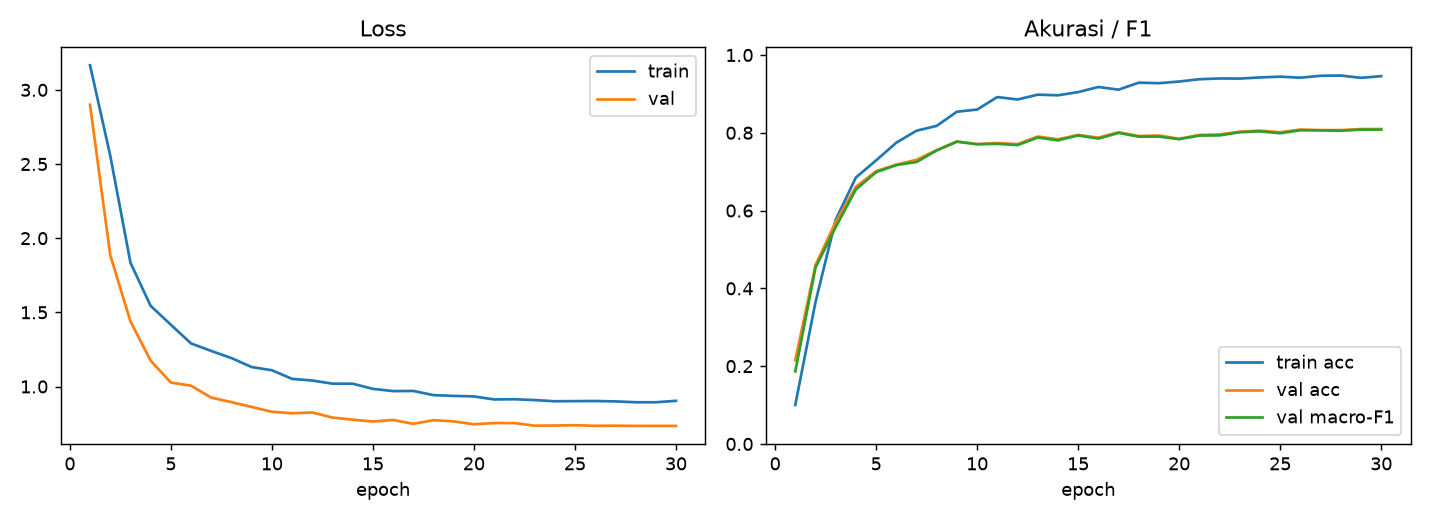 Loss
3.0
2.5
2.0
1.5
1.0
train
val
0 5 10 15 20 25 30
epoch
Akurasi / F1
1.0
0.8
0.6
0.4
0.2
0.0
train acc
val acc
val macro-F1
0 5 10 15 20 25 30
epoch